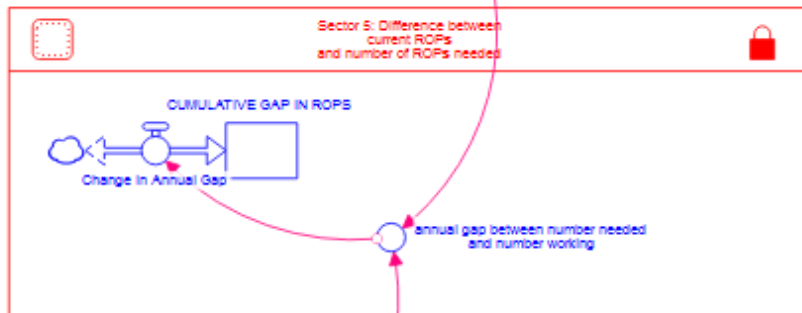 Sector 5: Difference between
current ROPs
and number of ROPs needed
CUMULATIVE GAP IN ROPS
Change In Annual Gap
annual gap between number needed
and number working